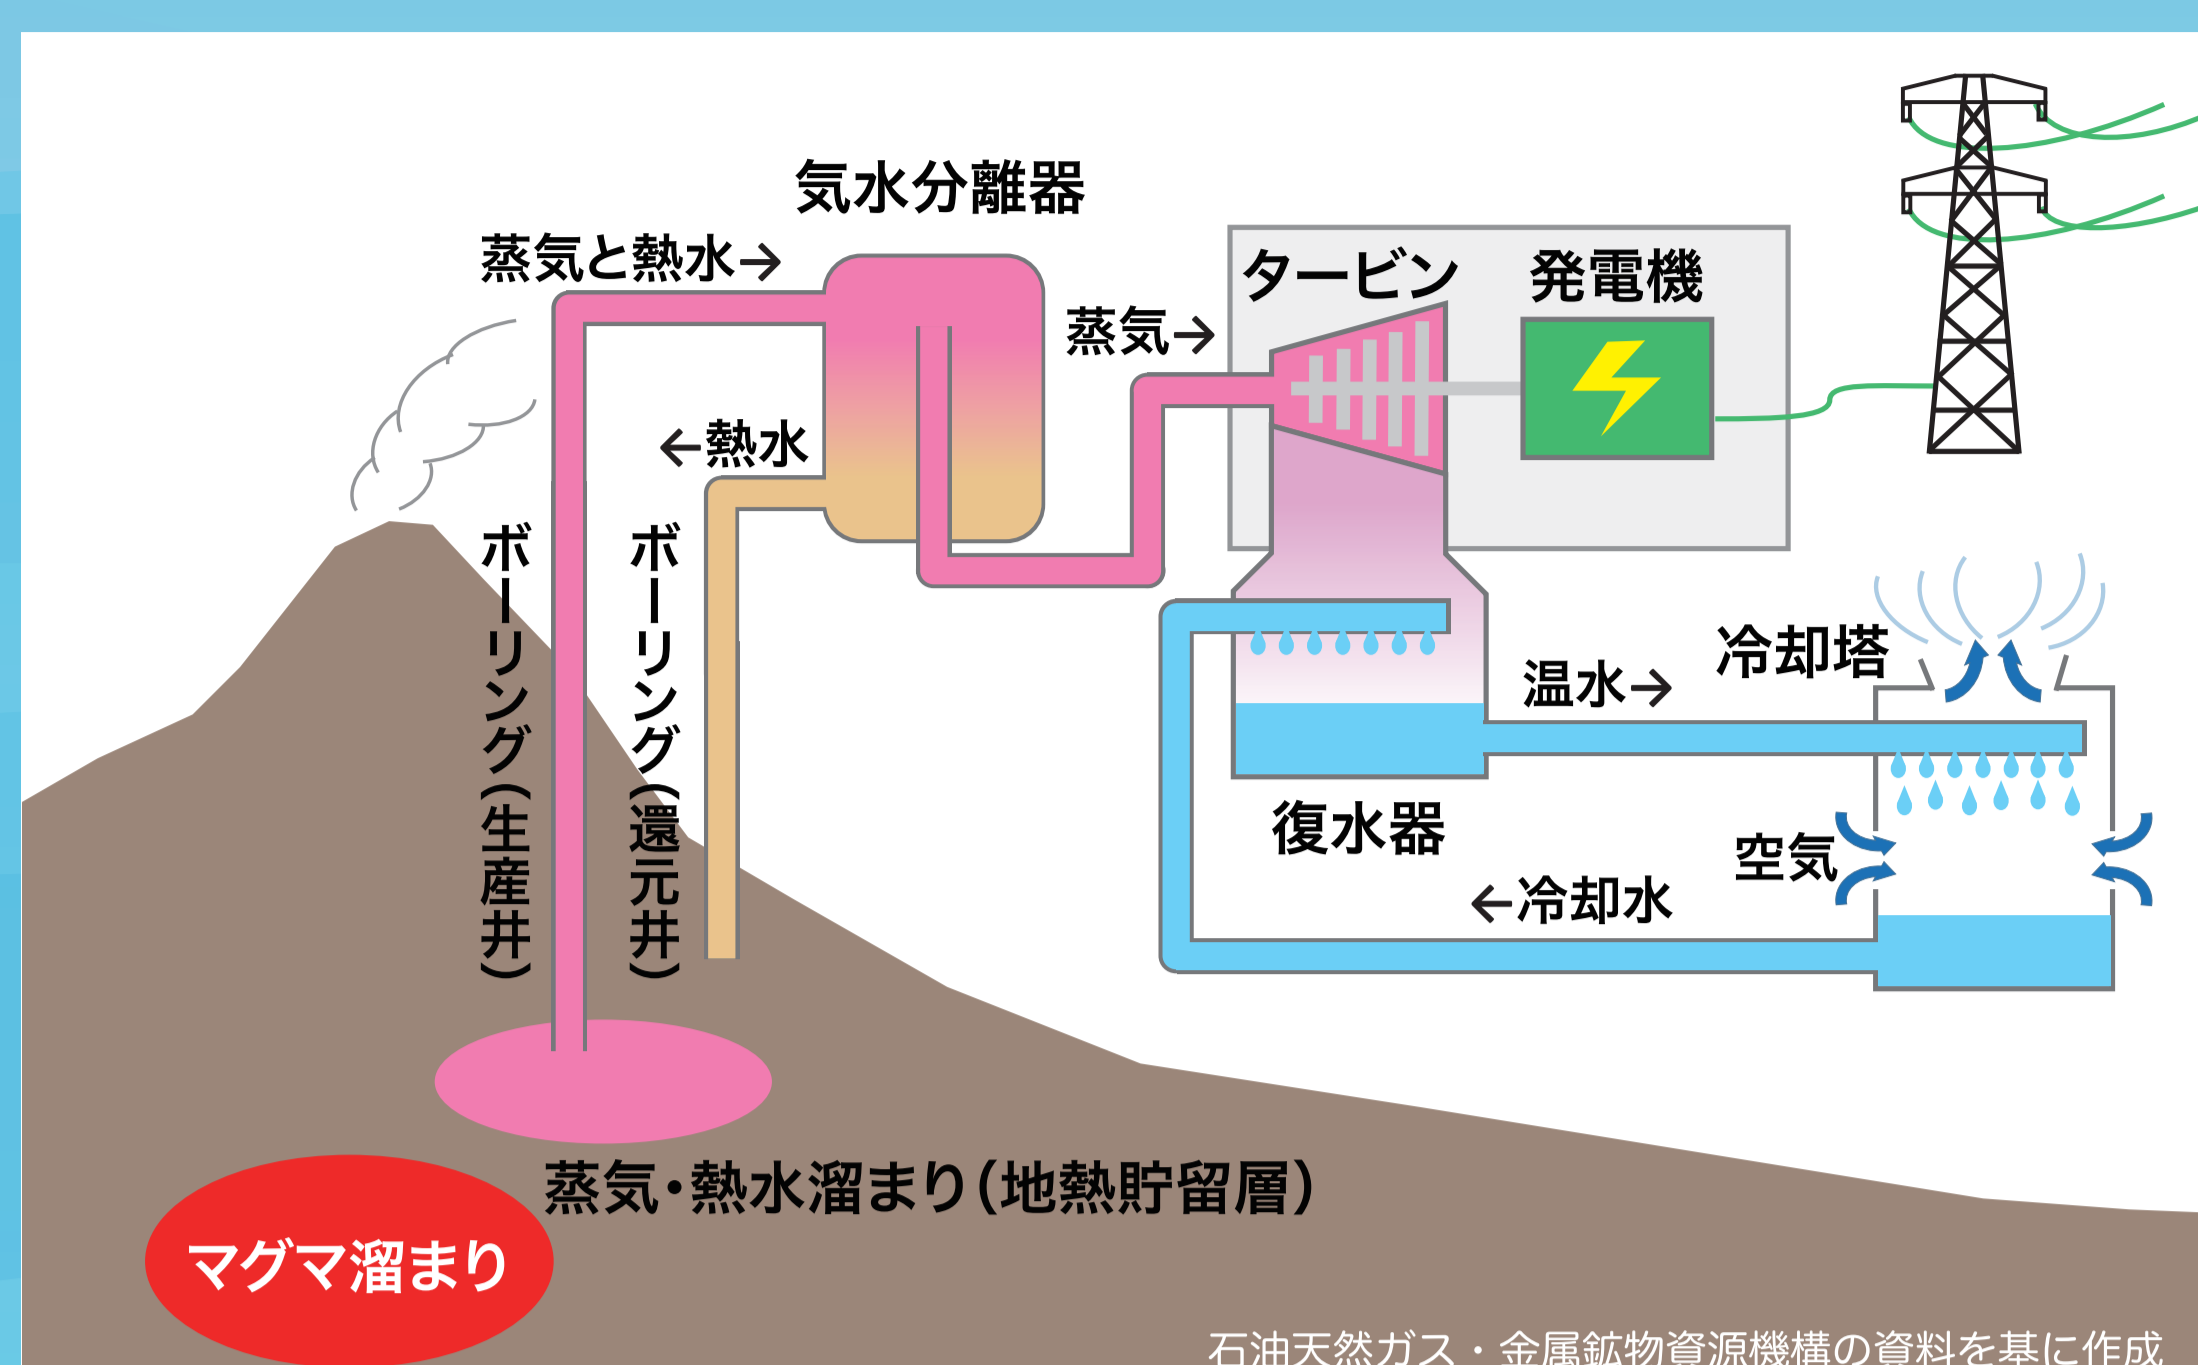 気水分離器
蒸気と熱水→
タービン
発電機
蒸気→
←熱水
ボーリング(生産井)
ボーリング(還元井)
冷却塔
温水→
復水器
空気
←冷却水
蒸気・熱水溜まり(地熱貯留層)
マグマ溜まり
石油天然ガス・金属鉱物資源機構の資料を基に作成